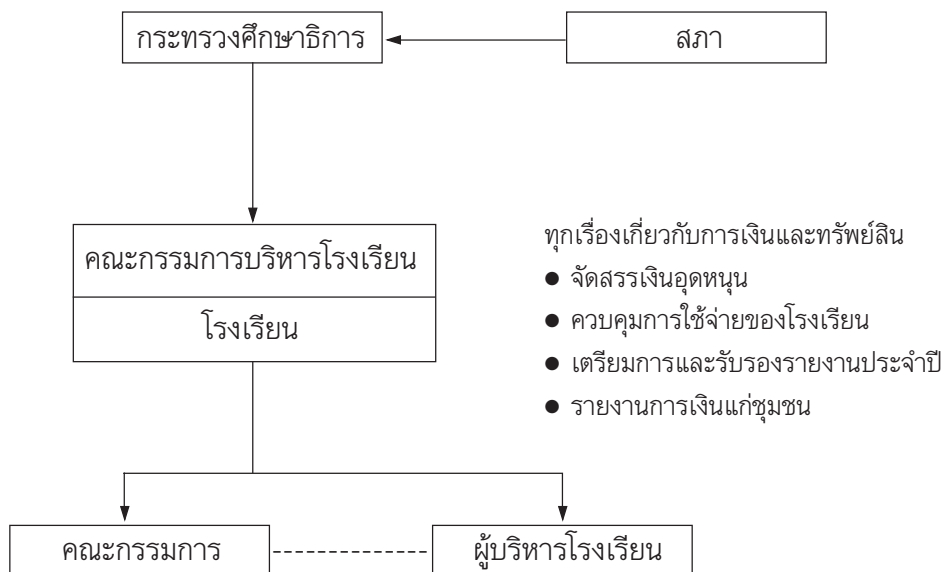 กระทรวงศึกษาธิการ
สภา
คณะกรรมการบริหารโรงเรียน
โรงเรียน
ทุกเรื่องเกี่ยวกับการเงินและทรัพย์สิน
● จัดสรรเงินอุดหนุน
● ควบคุมการใช้จ่ายของโรงเรียน
● เตรียมการและรับรองรายงานประจำปี
● รายงานการเงินแก่ชุมชน
คณะกรรมการ
ผู้บริหารโรงเรียน